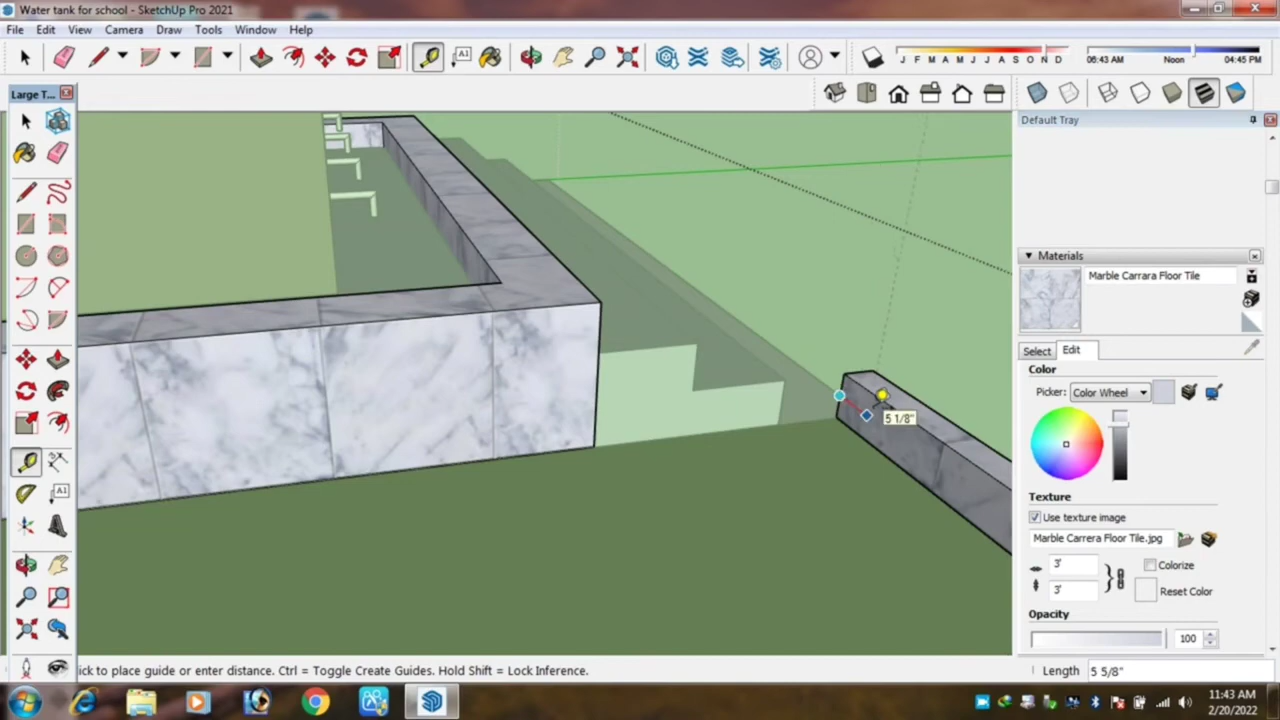 Water tank for school - SketchUp Pro 2021
File Edit View Camera Draw Tools Window Help
A1
J F M A M J J A S O N D
06:43 AM Noon 04:45 PM
Large T...
Default Tray
Materials
Marble Carrara Floor Tile
Select Edit
Color
Picker: Color Wheel
5 1/8"
A1
Texture
Use texture image
Marble Carrera Floor Tile.jpg
3' Colorize
3' Reset Color
Opacity
100
ick to place guide or enter distance. Ctrl = Toggle Create Guides. Hold Shift = Lock Inference.
Length 5 5/8"
11:43 AM
2/20/2022